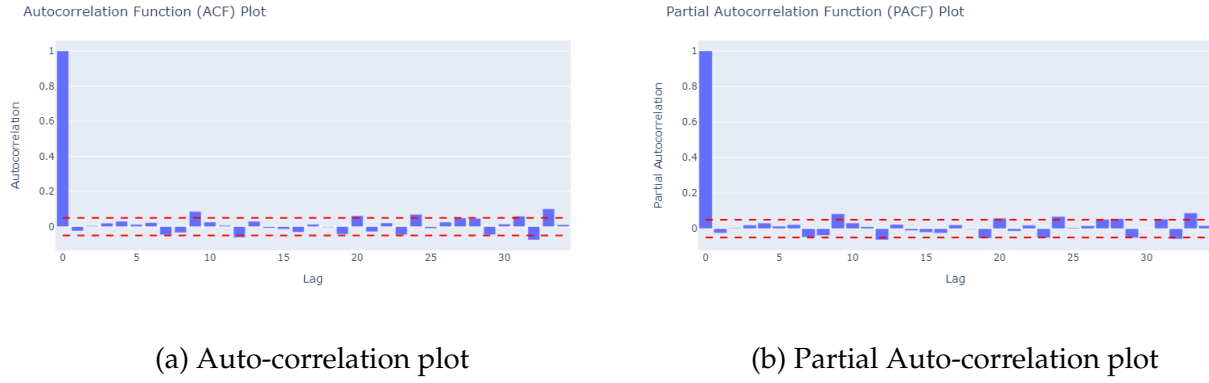 Autocorrelation Function (ACF) Plot
Autocorrelation
1
0.8
0.6
0.4
0.2
0
0 5 10 15 20 25 30
Lag
(a) Auto-correlation plot
Partial Autocorrelation Function (PACF) Plot
Partial Autocorrelation
1
0.8
0.6
0.4
0.2
0
0 5 10 15 20 25 30
Lag
(b) Partial Auto-correlation plot